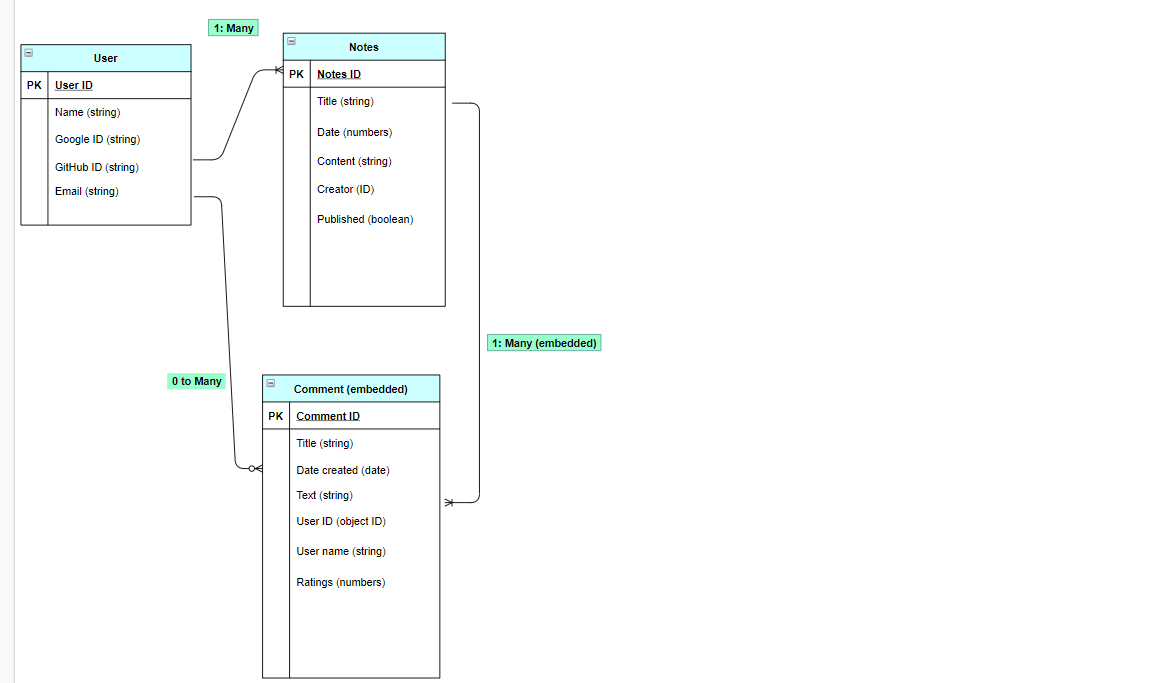 1: Many
User
PK User ID
Name (string)
Google ID (string)
GitHub ID (string)
Email (string)
Notes
PK Notes ID
Title (string)
Date (numbers)
Content (string)
Creator (ID)
Published (boolean)
1: Many (embedded)
0 to Many
Comment (embedded)
PK Comment ID
Title (string)
Date created (date)
Text (string)
User ID (object ID)
User name (string)
Ratings (numbers)